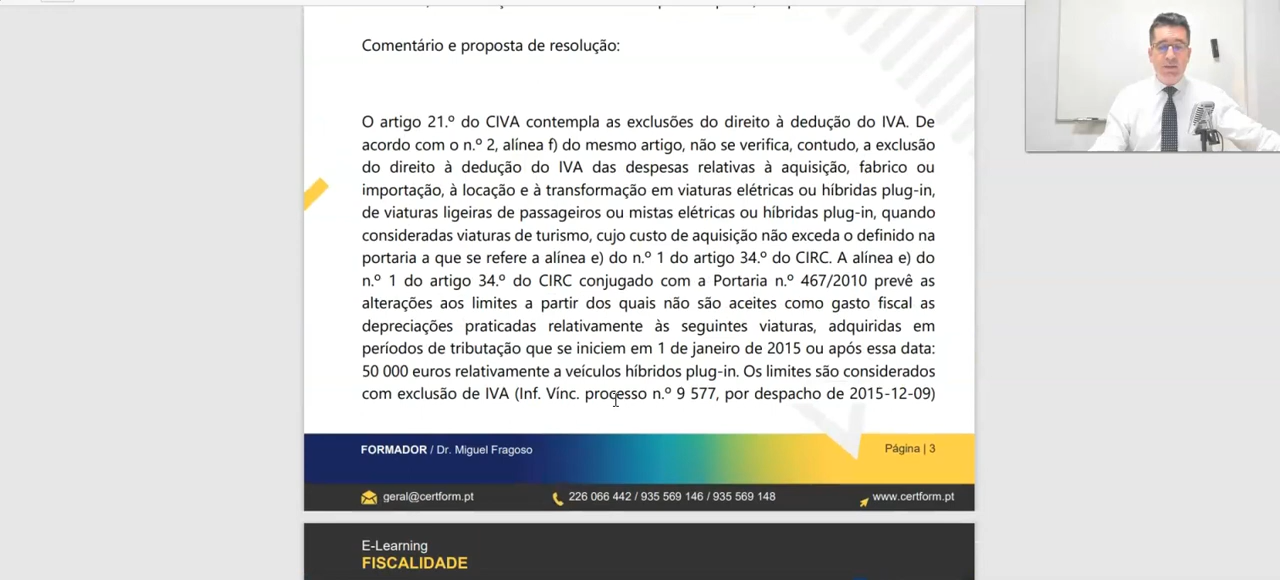 Comentário e proposta de resolução:
O artigo 21.º do CIVA contempla as exclusões do direito à dedução do IVA. De
acordo com o n.º 2, alínea f) do mesmo artigo, não se verifica, contudo, a exclusão
do direito à dedução do IVA das despesas relativas à aquisição, fabrico ou
importação, à locação e à transformação em viaturas elétricas ou híbridas plug-in,
de viaturas ligeiras de passageiros ou mistas elétricas ou híbridas plug-in, quando
consideradas viaturas de turismo, cujo custo de aquisição não exceda o definido na
portaria a que se refere a alínea e) do n.º 1 do artigo 34.º do CIRC. A alínea e) do
n.º 1 do artigo 34.º do CIRC conjugado com a Portaria n.º 467/2010 prevê as
alterações aos limites a partir dos quais não são aceites como gasto fiscal as
depreciações praticadas relativamente às seguintes viaturas, adquiridas em
períodos de tributação que se iniciem em 1 de janeiro de 2015 ou após essa data:
50 000 euros relativamente a veículos híbridos plug-in. Os limites são considerados
com exclusão de IVA (Inf. Vínc. processo n.º 9 577, por despacho de 2015-12-09)
FORMADOR / Dr. Miguel Fragoso
Página | 3
geral@certform.pt
226 066 442 / 935 569 146 / 935 569 148
www.certform.pt
E-Learning
FISCALIDADE